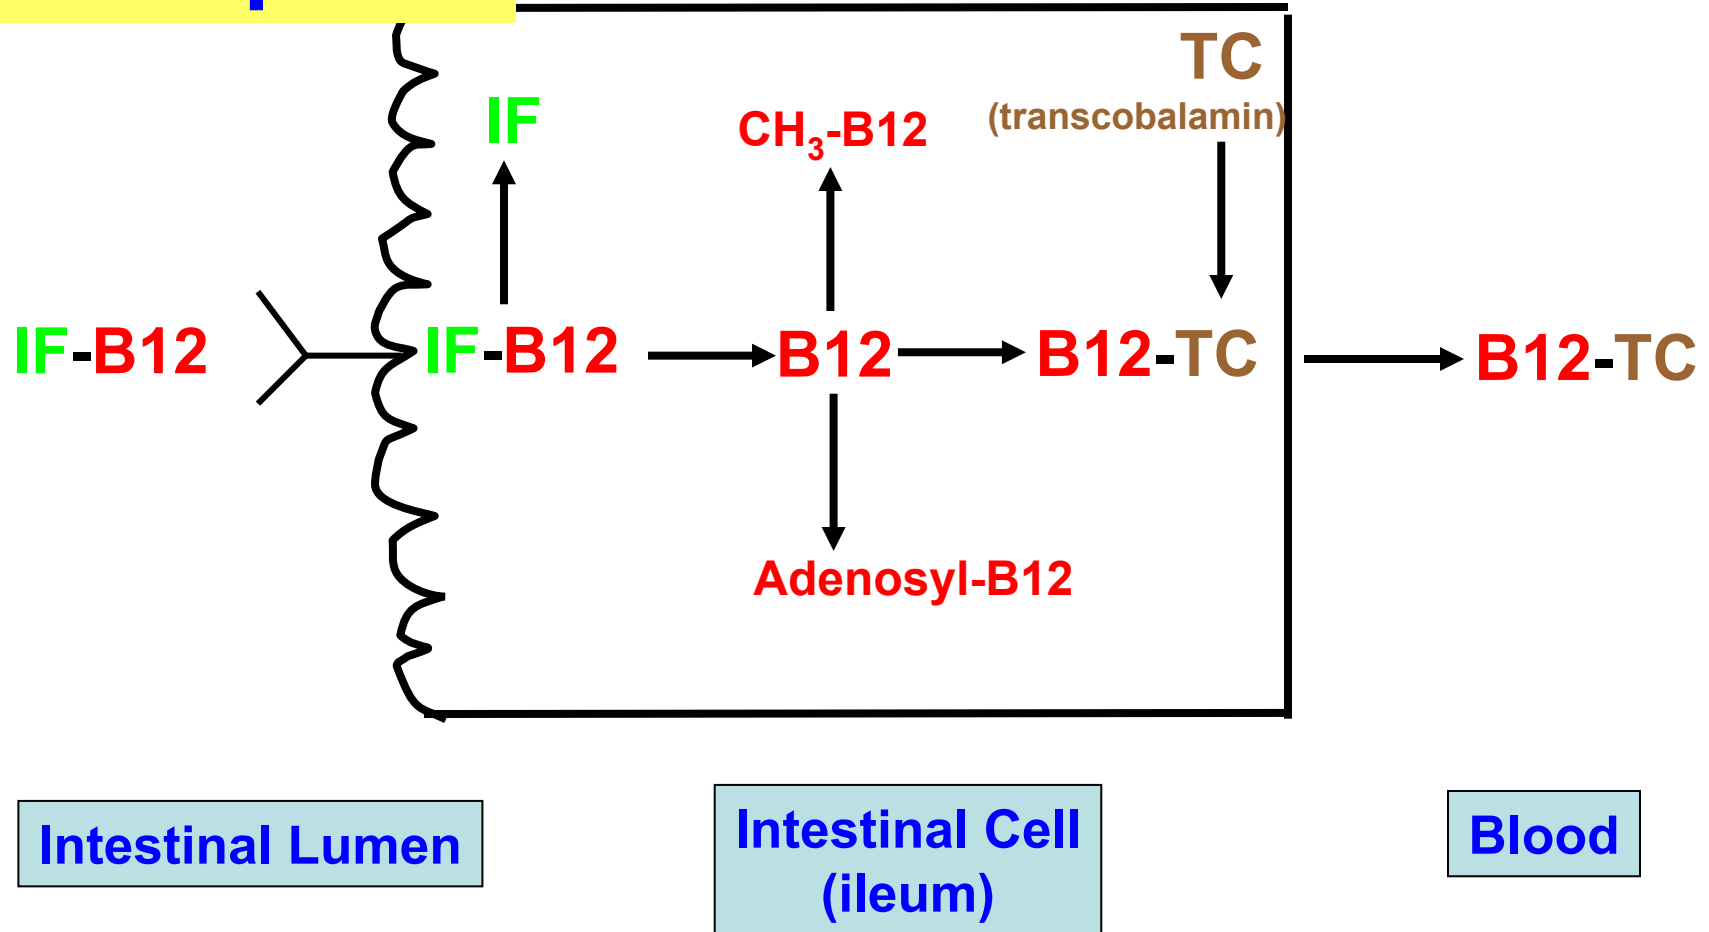 TC
(transcobalamin)
IF
CH₃-B12
IF-B12
IF-B12
B12
B12-TC
B12-TC
Adenosyl-B12
Intestinal Lumen
Intestinal Cell
(ileum)
Blood